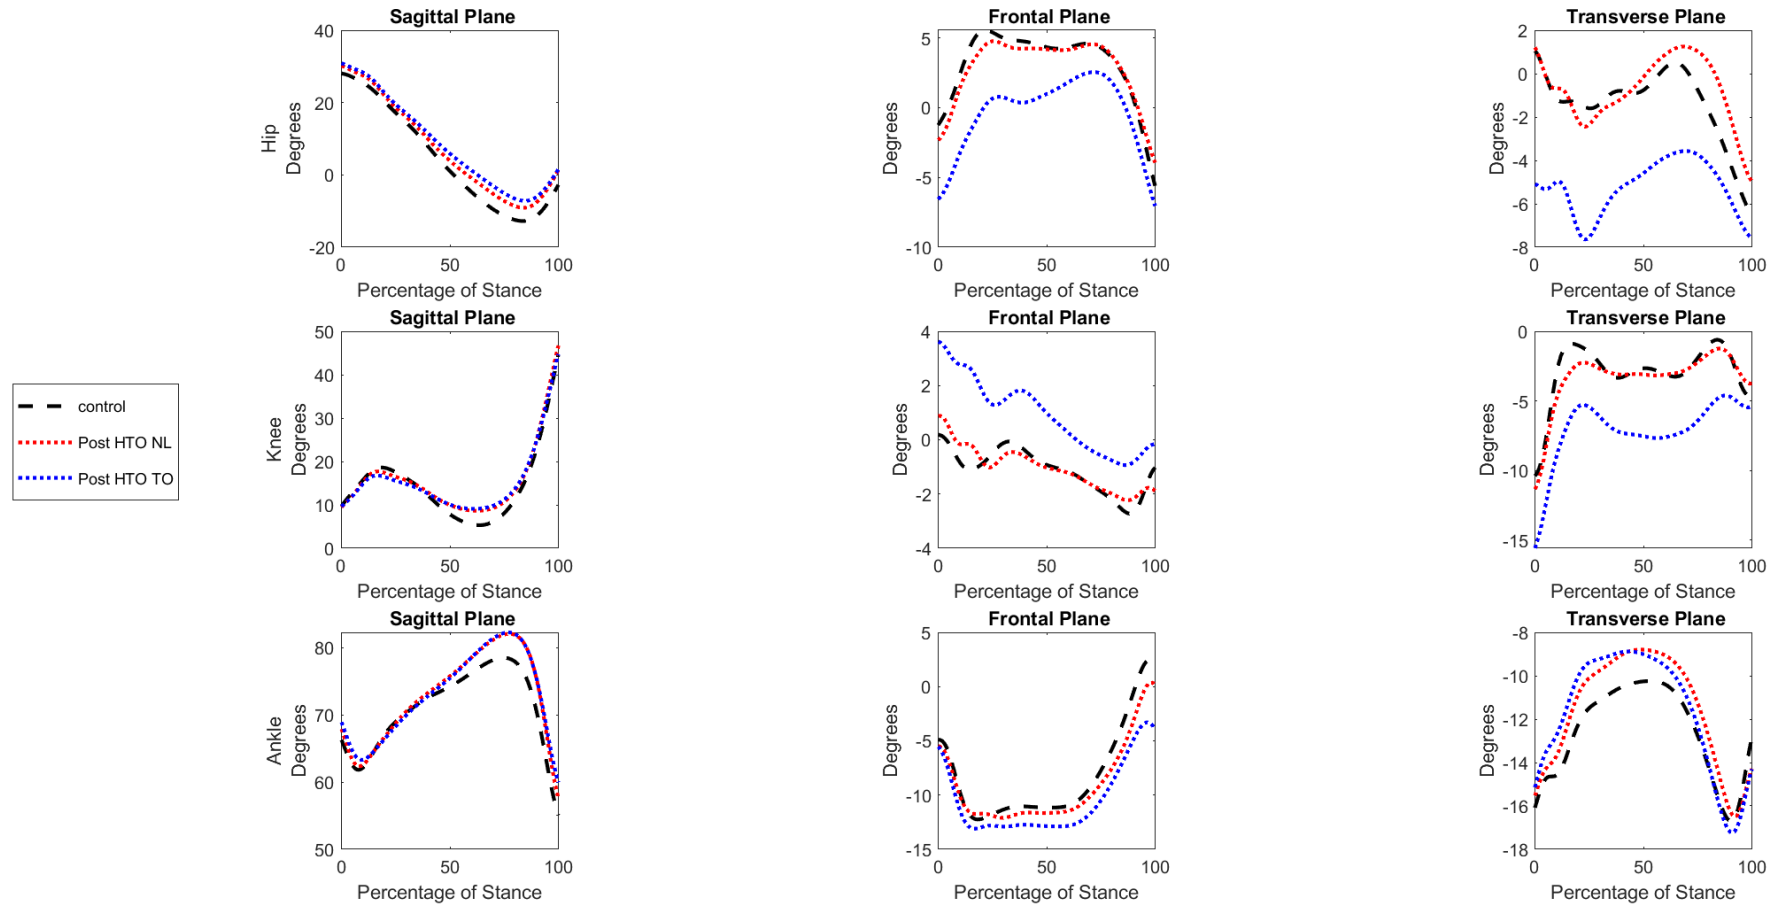 Sagittal Plane
Frontal Plane
Transverse Plane
40
20
0
-20
Hip
Degrees
0
50
100
Percentage of Stance
5
0
-5
-10
Degrees
0
50
100
Percentage of Stance
2
0
-2
-4
-6
-8
Degrees
0
50
100
Percentage of Stance
Sagittal Plane
Frontal Plane
Transverse Plane
50
40
30
20
10
0
Knee
Degrees
0
50
100
Percentage of Stance
4
2
0
-2
-4
Degrees
0
50
100
Percentage of Stance
0
-5
-10
-15
Degrees
0
50
100
Percentage of Stance
control
Post HTO NL
Post HTO TO
Sagittal Plane
Frontal Plane
Transverse Plane
80
70
60
50
Ankle
Degrees
0
50
100
Percentage of Stance
5
0
-5
-10
-15
Degrees
0
50
100
Percentage of Stance
-8
-10
-12
-14
-16
-18
Degrees
0
50
100
Percentage of Stance